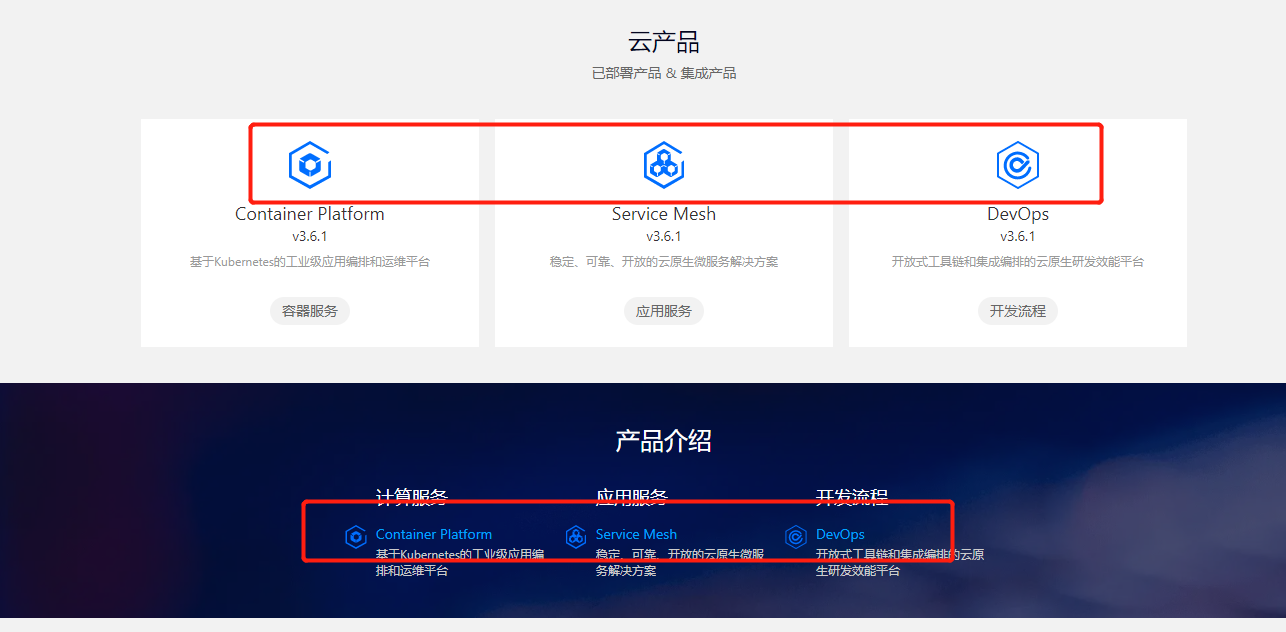 云产品
已部署产品 & 集成产品
Container Platform
v3.6.1
基于Kubernetes的工业级应用编排和运维平台
容器服务
Service Mesh
v3.6.1
稳定、可靠、开放的云原生微服务解决方案
应用服务
DevOps
v3.6.1
开放式工具链和集成编排的云原生研发效能平台
开发流程
产品介绍
计算服务
Container Platform
基于Kubernetes的工业级应用编
排和运维平台
应用服务
Service Mesh
稳定、可靠、开放的云原生微服
务解决方案
开发流程
DevOps
开放式工具链和集成编排的云原
生研发效能平台